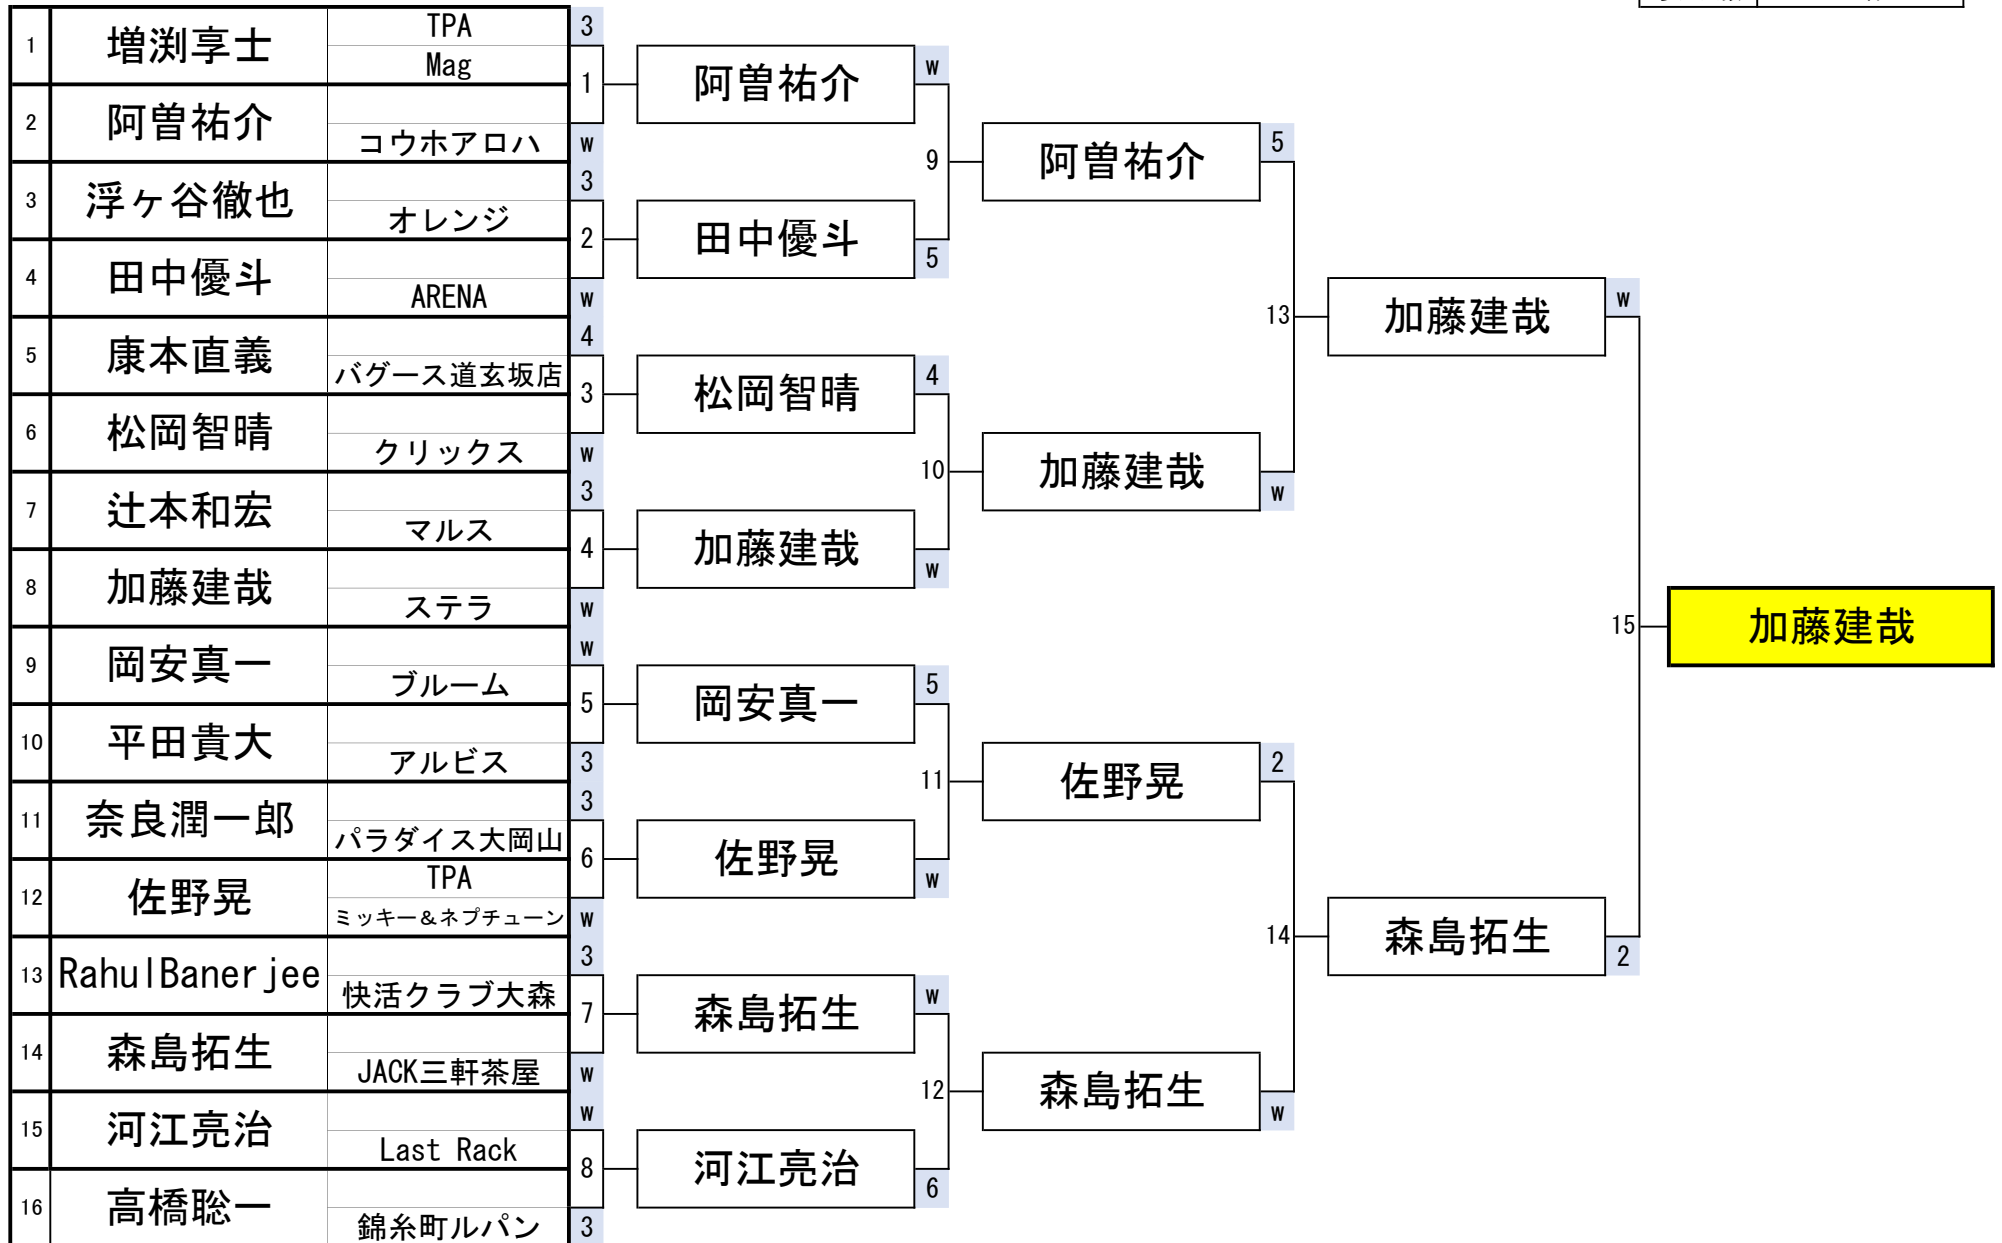 1 増渕享士 TPA 3
Mag
2 阿曽祐介
コウホアロハ w
3 浮ヶ谷徹也 3
オレンジ
4 田中優斗
ARENA w
5 康本直義 4
バグース道玄坂店
6 松岡智晴
クリックス w
7 辻本和宏 3
マルス
8 加藤建哉
ステラ w
9 岡安真一 w
ブルーム
10 平田貴大
アルビス 3
11 奈良潤一郎 3
パラダイス大岡山
12 佐野晃 TPA
ミッキー&ネプチューン w
13 RahulBanerjee 3
快活クラブ大森
14 森島拓生
JACK三軒茶屋 w
15 河江亮治 w
Last Rack
16 高橋聡一
錦糸町ルパン 3
1 阿曽祐介 w
2 田中優斗 5
3 松岡智晴 4
4 加藤建哉 w
5 岡安真一 5
6 佐野晃 w
7 森島拓生 w
8 河江亮治 6
9 阿曽祐介 5
10 加藤建哉 w
11 佐野晃 2
12 森島拓生 w
13 加藤建哉 w
14 森島拓生 2
15 加藤建哉